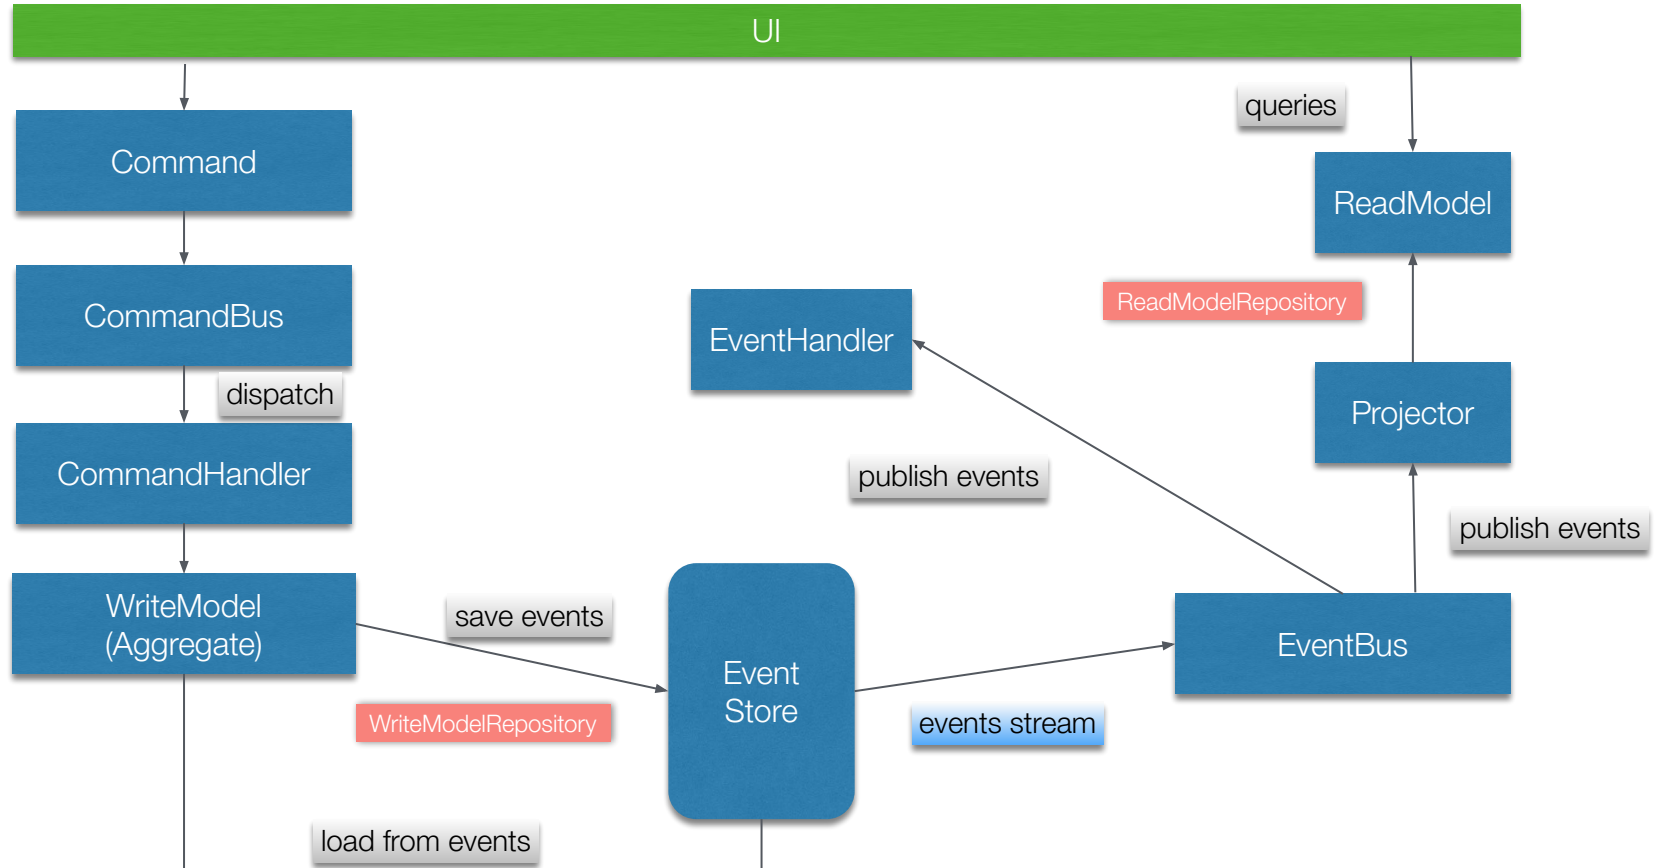 UI
queries
Command
ReadModel
ReadModelRepository
CommandBus
EventHandler
dispatch
Projector
CommandHandler
publish events
publish events
WriteModel
(Aggregate)
save events
EventBus
Event
Store
WriteModelRepository
events stream
load from events